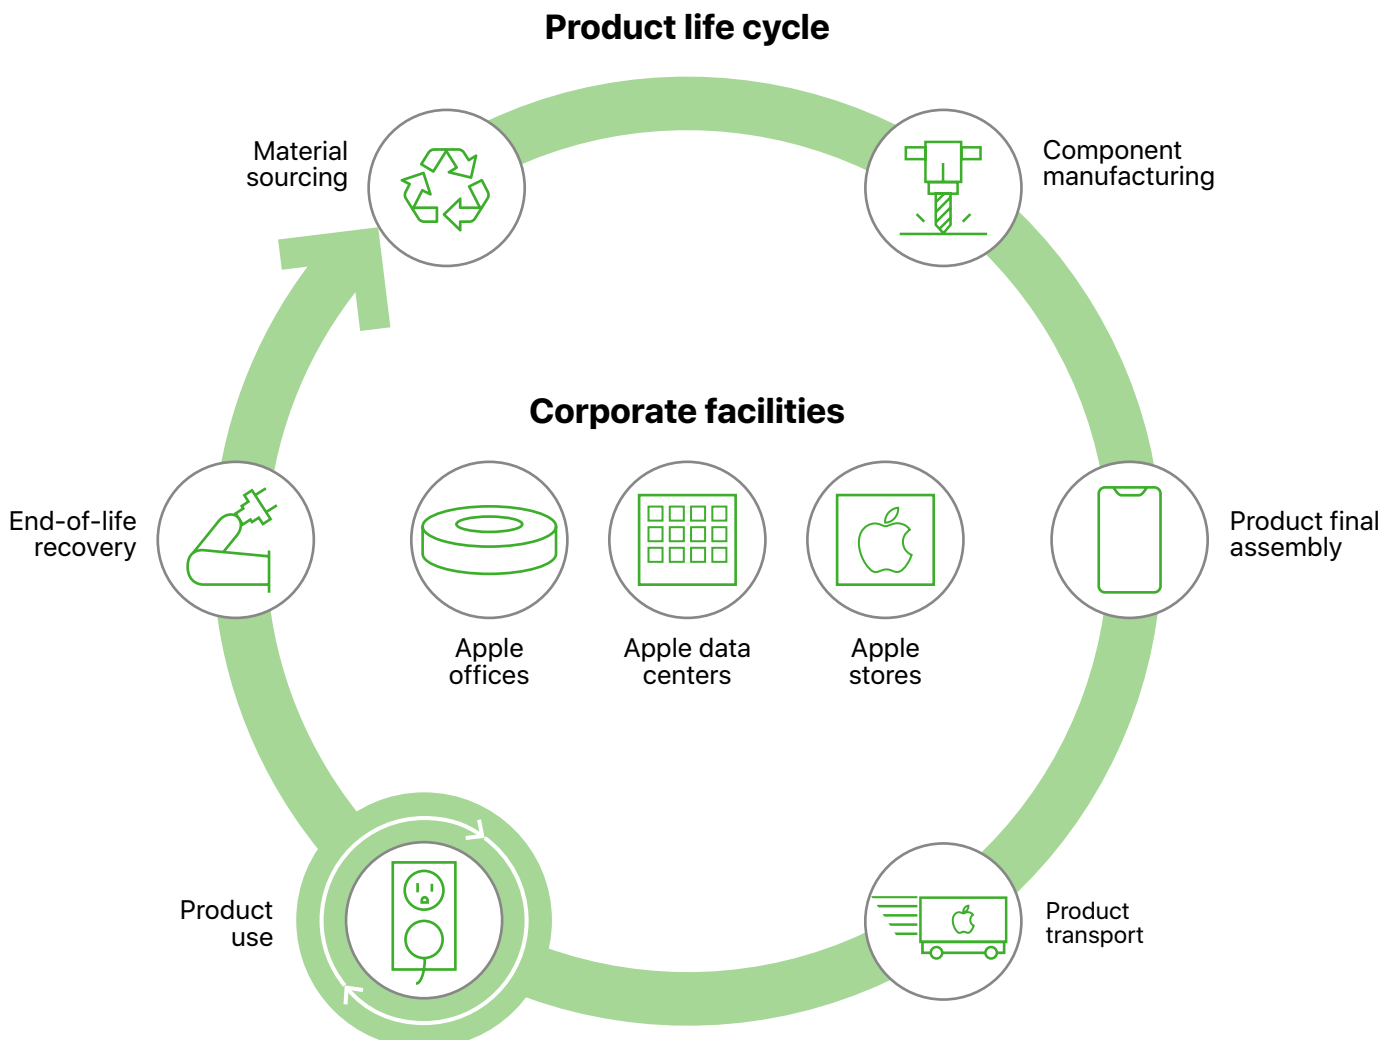 Product life cycle
Material
sourcing
Component
manufacturing
Corporate facilities
End-of-life
recovery
Product final
assembly
Apple
offices
Apple data
centers
Apple
stores
Product
use
Product
transport